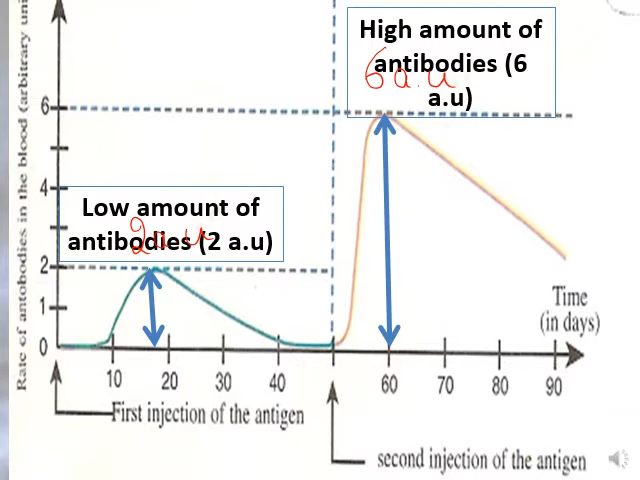 High amount of
antibodies (6
a.u)
6 a.u
Low amount of
antibodies (2 a.u)
2a u
Rate of antobodies in the blood (arbitrary uni
6
4
2
1
0
10
20
30
40
60
70
80
90
Time
(in days)
First injection of the antigen
second injection of the antigen